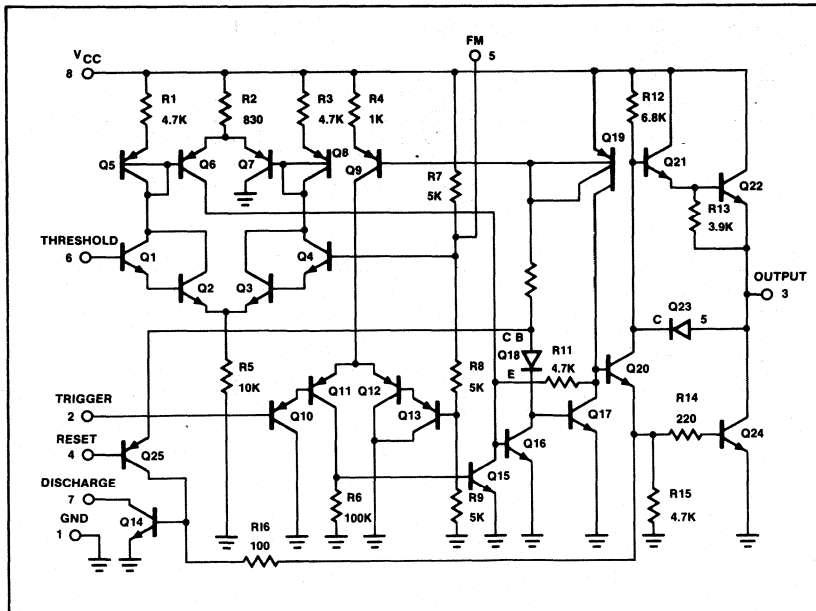 FM
5
VCC
8
R1
4.7K
R2
830
R3
4.7K
R4
1K
R12
6.8K
Q19
Q5
Q6
Q7
Q8
Q9
Q21
Q22
R7
5K
R13
3.9K
THRESHOLD
6
Q1
Q4
OUTPUT
3
Q2
Q3
Q23
C
5
C B
Q18
E
R11
4.7K
Q20
R5
10K
R8
5K
R14
220
Q11
Q12
TRIGGER
2
Q10
Q13
Q17
Q16
Q24
RESET
4
Q25
Q15
DISCHARGE
7
R6
100K
R9
5K
R15
4.7K
GND
1
Q14
RI6
100